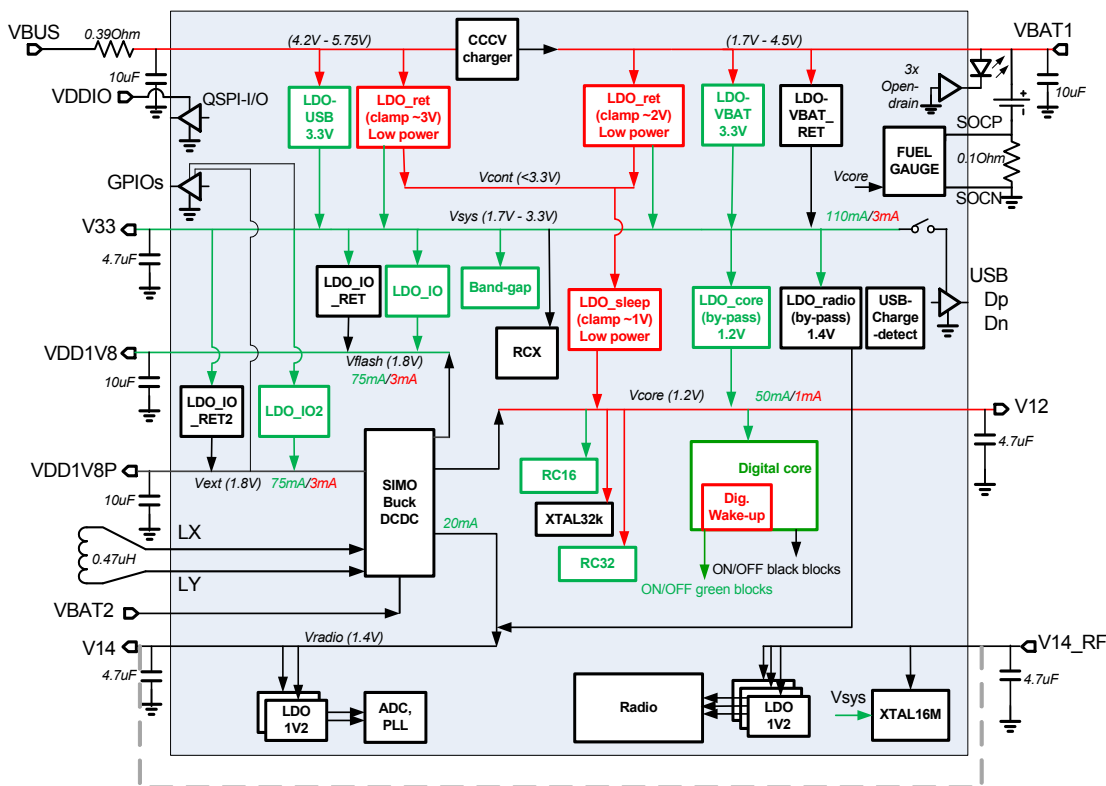 VBUS
0.39Ohm
(4.2V - 5.75V)
CCCV
charger
(1.7V - 4.5V)
VBAT1
10uF
VDDIO
QSPI-I/O
LDO-
USB
3.3V
LDO_ret
(clamp ~3V)
Low power
LDO_ret
(clamp ~2V)
Low power
LDO-
VBAT
3.3V
LDO-
VBAT_
RET
3x
Open-
drain
10uF
SOCP
FUEL
GAUGE
0.1Ohm
Vcore
SOCN
GPIOs
Vcont (<3.3V)
V33
Vsys (1.7V - 3.3V)
110mA/3mA
4.7uF
LDO_IO
_RET
LDO_IO
Band-gap
LDO_sleep
(clamp ~1V)
Low power
LDO_core
(by-pass)
1.2V
LDO_radio
(by-pass)
1.4V
USB-
Charge
-detect
USB
Dp
Dn
RCX
VDD1V8
Vflash (1.8V)
75mA/3mA
10uF
LDO_IO
_RET2
LDO_IO2
Vcore (1.2V)
50mA/1mA
V12
4.7uF
VDD1V8P
Vext (1.8V)
75mA/3mA
10uF
SIMO
Buck
DCDC
20mA
RC16
XTAL32k
RC32
Digital core
Dig.
Wake-up
ON/OFF black blocks
ON/OFF green blocks
LX
0.47uH
LY
VBAT2
V14
Vradio (1.4V)
V14_RF
4.7uF
LDO
1V2
ADC,
PLL
Radio
LDO
1V2
Vsys
XTAL16M
4.7uF